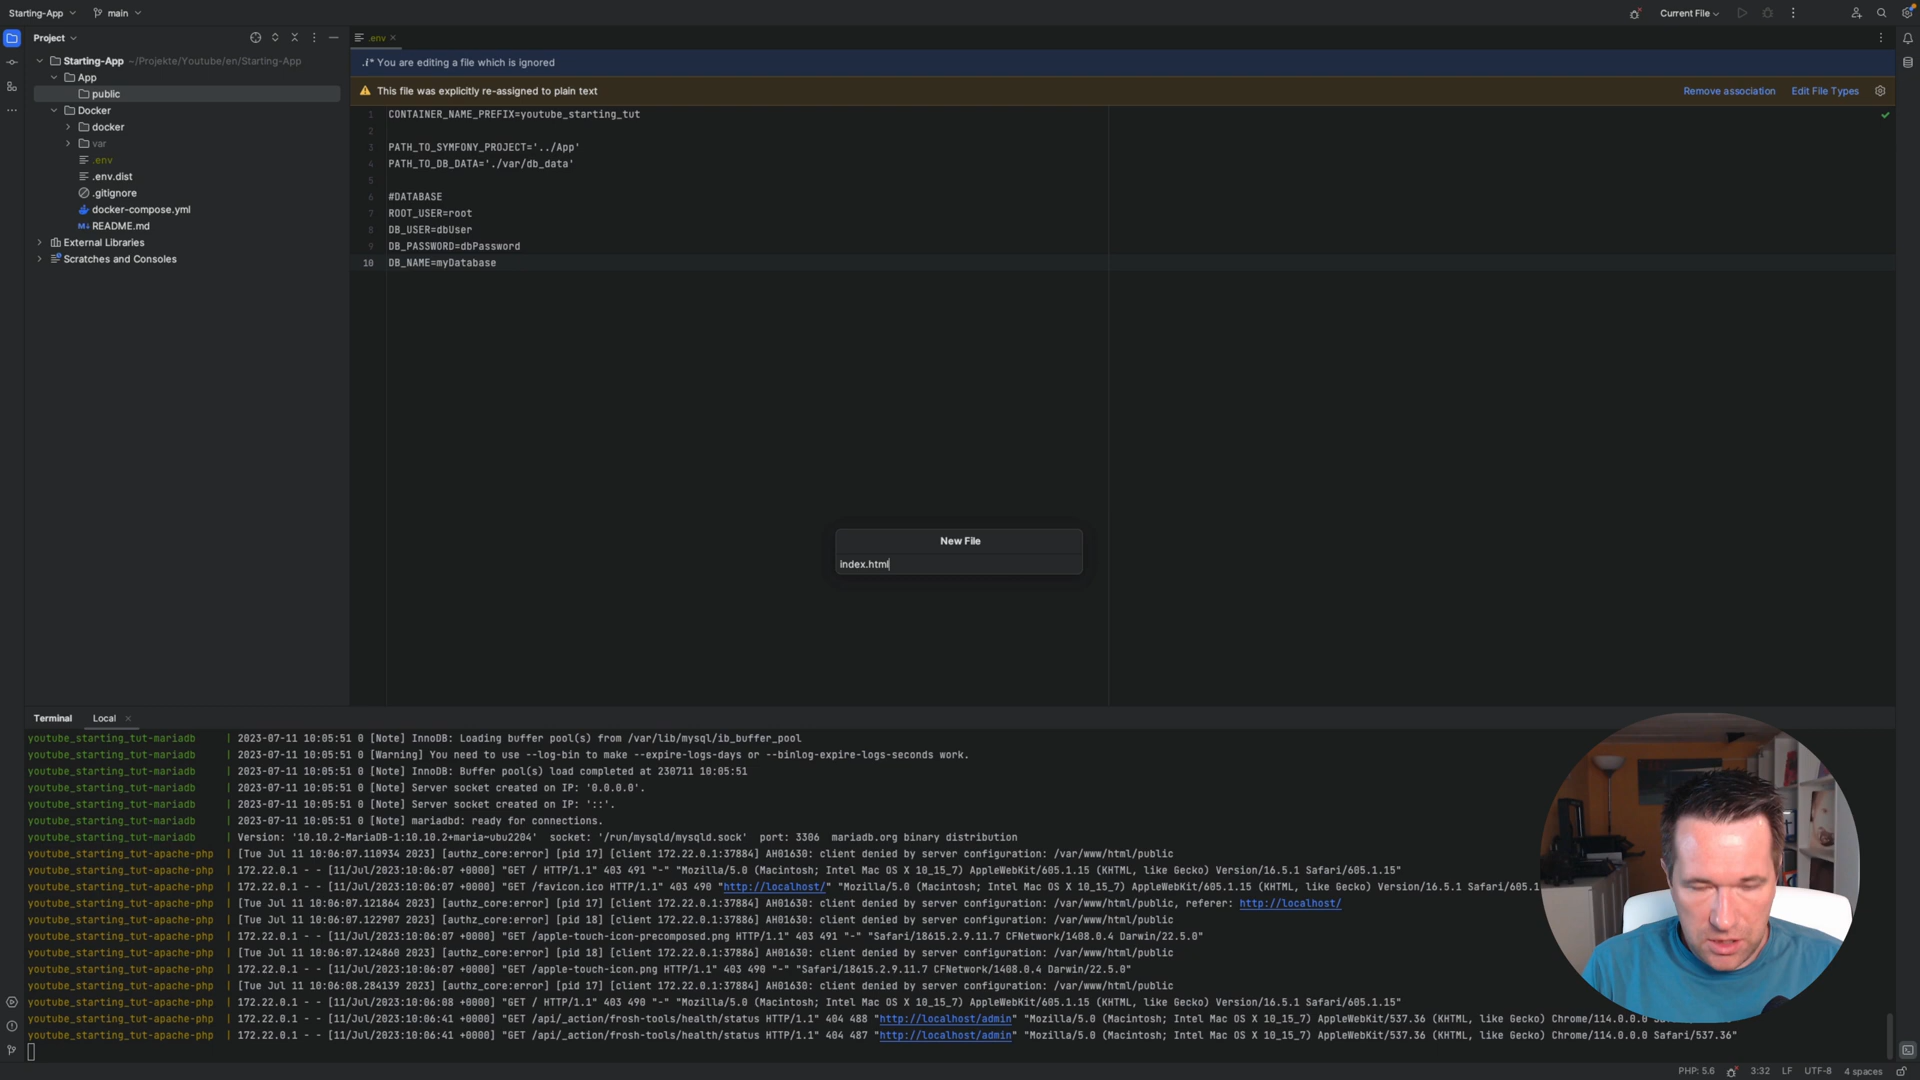 Starting-App
main
Current File
Project
Starting-App ~/Projekte/Youtube/en/Starting-App
App
public
Docker
docker
var
.env
.env.dist
.gitignore
docker-compose.yml
README.md
External Libraries
Scratches and Consoles
.env
.i* You are editing a file which is ignored
This file was explicitly re-assigned to plain text
Remove association
Edit File Types
1 CONTAINER_NAME_PREFIX=youtube_starting_tut
2
3 PATH_TO_SYMFONY_PROJECT='../App'
4 PATH_TO_DB_DATA='./var/db_data'
5
6 #DATABASE
7 ROOT_USER=root
8 DB_USER=dbUser
9 DB_PASSWORD=dbPassword
10 DB_NAME=myDatabase
New File
index.html
Terminal Local
youtube_starting_tut-mariadb | 2023-07-11 10:05:51 0 [Note] InnoDB: Loading buffer pool(s) from /var/lib/mysql/ib_buffer_pool
youtube_starting_tut-mariadb | 2023-07-11 10:05:51 0 [Warning] You need to use --log-bin to make --expire-logs-days or --binlog-expire-logs-seconds work.
youtube_starting_tut-mariadb | 2023-07-11 10:05:51 0 [Note] InnoDB: Buffer pool(s) load completed at 230711 10:05:51
youtube_starting_tut-mariadb | 2023-07-11 10:05:51 0 [Note] Server socket created on IP: '0.0.0.0'.
youtube_starting_tut-mariadb | 2023-07-11 10:05:51 0 [Note] Server socket created on IP: '::'.
youtube_starting_tut-mariadb | 2023-07-11 10:05:51 0 [Note] mariadbd: ready for connections.
youtube_starting_tut-mariadb | Version: '10.10.2-MariaDB-1:10.10.2+maria~ubu2204' socket: '/run/mysqld/mysqld.sock' port: 3306 mariadb.org binary distribution
youtube_starting_tut-apache-php | [Tue Jul 11 10:06:07.110934 2023] [authz_core:error] [pid 17] [client 172.22.0.1:37884] AH01630: client denied by server configuration: /var/www/html/public
youtube_starting_tut-apache-php | 172.22.0.1 - - [11/Jul/2023:10:06:07 +0000] "GET / HTTP/1.1" 403 491 "-" "Mozilla/5.0 (Macintosh; Intel Mac OS X 10_15_7) AppleWebKit/605.1.15 (KHTML, like Gecko) Version/16.5.1 Safari/605.1.15"
youtube_starting_tut-apache-php | 172.22.0.1 - - [11/Jul/2023:10:06:07 +0000] "GET /favicon.ico HTTP/1.1" 403 490 "http://localhost/" "Mozilla/5.0 (Macintosh; Intel Mac OS X 10_15_7) AppleWebKit/605.1.15 (KHTML, like Gecko) Version/16.5.1 Safari/605.1
youtube_starting_tut-apache-php | [Tue Jul 11 10:06:07.121864 2023] [authz_core:error] [pid 17] [client 172.22.0.1:37884] AH01630: client denied by server configuration: /var/www/html/public, referer: http://localhost/
youtube_starting_tut-apache-php | [Tue Jul 11 10:06:07.122907 2023] [authz_core:error] [pid 18] [client 172.22.0.1:37886] AH01630: client denied by server configuration: /var/www/html/public
youtube_starting_tut-apache-php | 172.22.0.1 - - [11/Jul/2023:10:06:07 +0000] "GET /apple-touch-icon-precomposed.png HTTP/1.1" 403 491 "-" "Safari/18615.2.9.11.7 CFNetwork/1408.0.4 Darwin/22.5.0"
youtube_starting_tut-apache-php | [Tue Jul 11 10:06:07.124860 2023] [authz_core:error] [pid 18] [client 172.22.0.1:37886] AH01630: client denied by server configuration: /var/www/html/public
youtube_starting_tut-apache-php | 172.22.0.1 - - [11/Jul/2023:10:06:07 +0000] "GET /apple-touch-icon.png HTTP/1.1" 403 490 "-" "Safari/18615.2.9.11.7 CFNetwork/1408.0.4 Darwin/22.5.0"
youtube_starting_tut-apache-php | [Tue Jul 11 10:06:08.284139 2023] [authz_core:error] [pid 17] [client 172.22.0.1:37884] AH01630: client denied by server configuration: /var/www/html/public
youtube_starting_tut-apache-php | 172.22.0.1 - - [11/Jul/2023:10:06:08 +0000] "GET / HTTP/1.1" 403 490 "-" "Mozilla/5.0 (Macintosh; Intel Mac OS X 10_15_7) AppleWebKit/605.1.15 (KHTML, like Gecko) Version/16.5.1 Safari/605.1.15"
youtube_starting_tut-apache-php | 172.22.0.1 - - [11/Jul/2023:10:06:41 +0000] "GET /api/_action/frosh-tools/health/status HTTP/1.1" 404 488 "http://localhost/admin" "Mozilla/5.0 (Macintosh; Intel Mac OS X 10_15_7) AppleWebKit/537.36 (KHTML, like Gecko) Chrome/114.0.0.0 Safari/537.36"
youtube_starting_tut-apache-php | 172.22.0.1 - - [11/Jul/2023:10:06:41 +0000] "GET /api/_action/frosh-tools/health/status HTTP/1.1" 404 487 "http://localhost/admin" "Mozilla/5.0 (Macintosh; Intel Mac OS X 10_15_7) AppleWebKit/537.36 (KHTML, like Gecko) Chrome/114.0.0.0 Safari/537.36"
PHP: 5.6 3:32 LF UTF-8 4 spaces